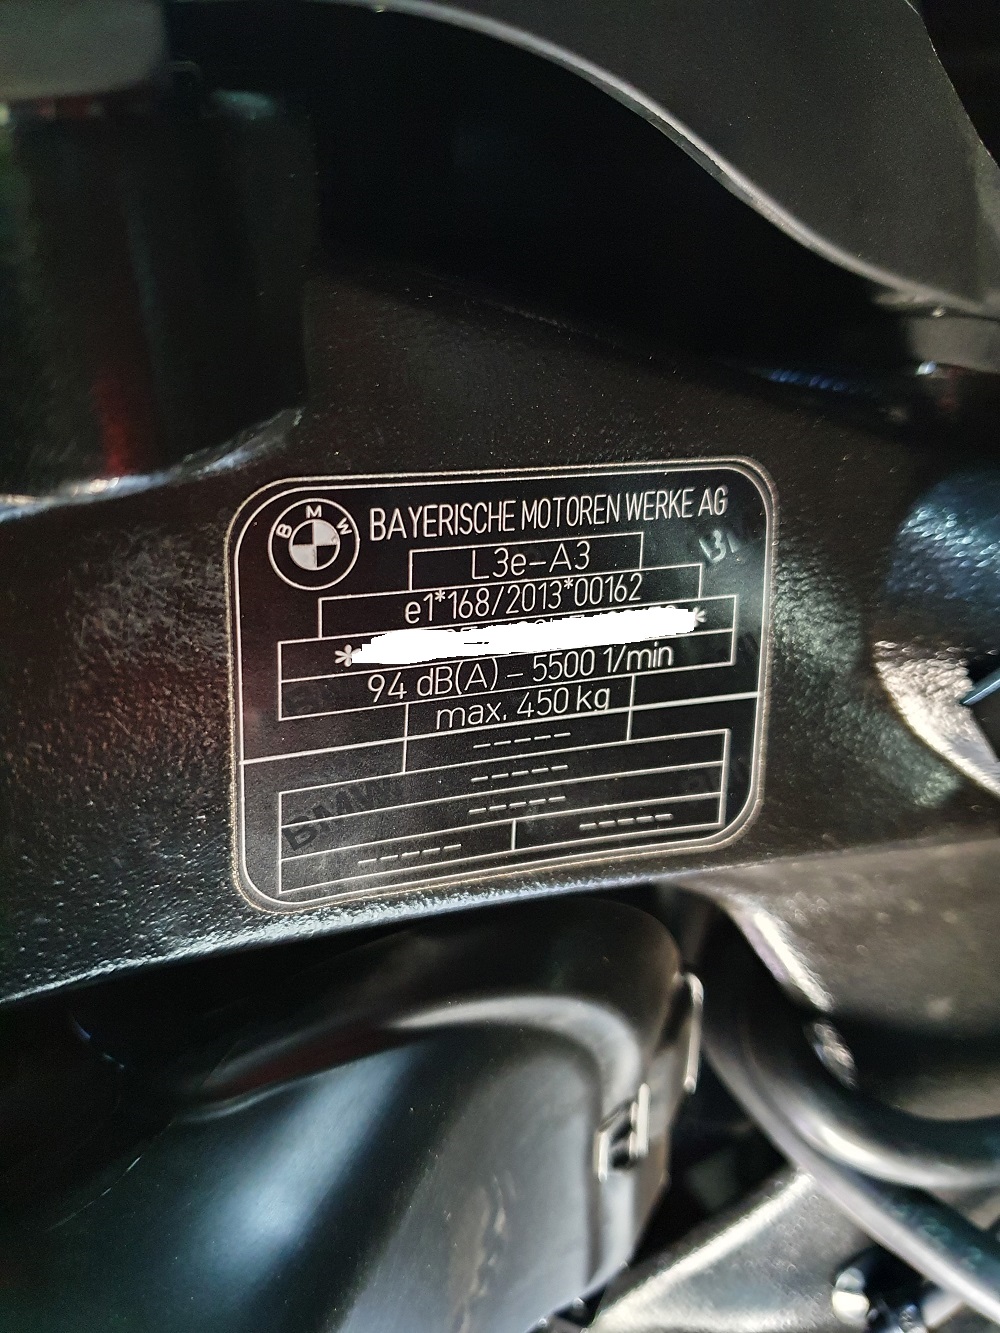 BMW
BAYERISCHE MOTOREN WERKE AG
L3e-A3
e1*168/2013*00162
* *
94 dB(A) - 5500 1/min
max. 450 kg
-----
-----
-----
----- -----
BMW